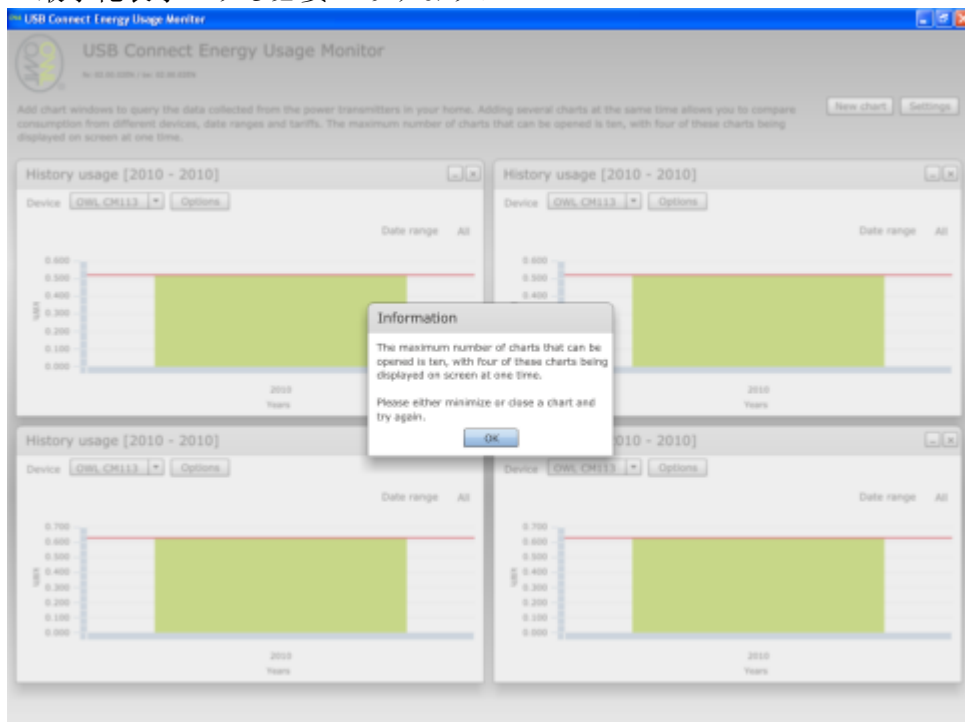 USB Connect Energy Usage Monitor
USB Connect Energy Usage Monitor
Add chart windows to query the data collected from the power transmitters in your home. Adding several charts at the same time allows you to compare
consumption from different devices, date ranges and tariffs. The maximum number of charts that can be opened is ten, with four of these charts being
displayed on screen at one time.
New chart
Settings
History usage [2010 - 2010]
Device OWL CM113 Options
Date range All
0.600
0.500
0.400
0.300
0.200
0.100
0.000
2010
Years
History usage [2010 - 2010]
Device OWL CM113 Options
Date range All
0.600
0.500
0.400
2010
Years
Information
The maximum number of charts that can be
opened is ten, with four of these charts being
displayed on screen at one time.
Please either minimize or close a chart and
try again.
OK
History usage [2010 - 2010]
Device OWL CM113 Options
Date range All
0.700
0.600
0.500
0.400
0.300
0.200
0.100
0.000
2010
Years
010 - 2010]
Device OWL CM113 Options
Date range All
0.700
0.600
0.500
0.400
0.300
0.200
0.100
0.000
2010
Years